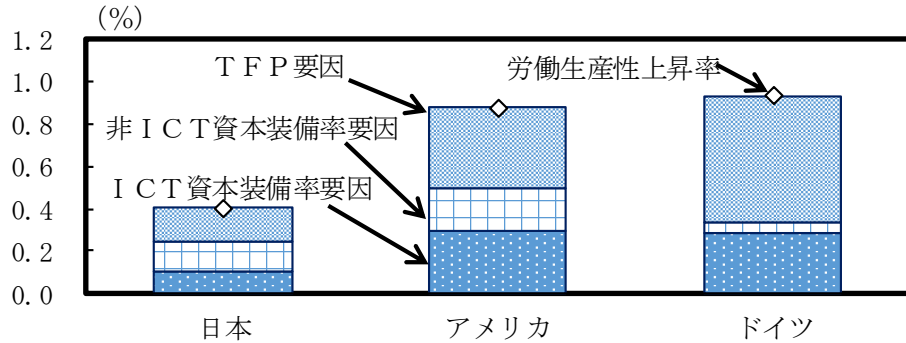 (%)
1.2
1.0
0.8
0.6
0.4
0.2
0.0
ＴＦＰ要因
労働生産性上昇率
非ＩＣＴ資本装備率要因
ＩＣＴ資本装備率要因
日本
アメリカ
ドイツ